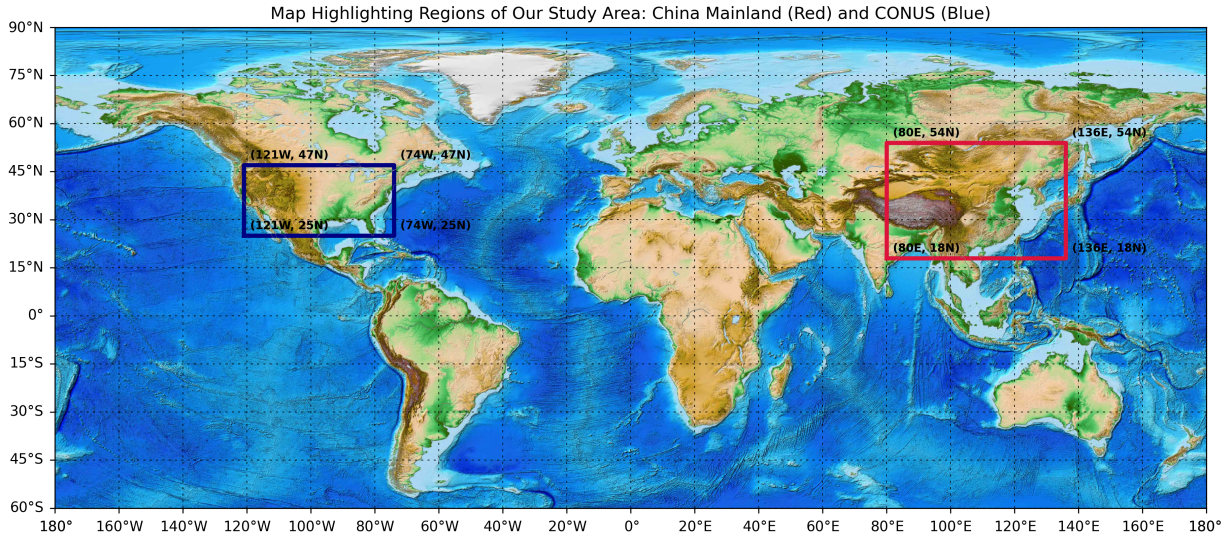 Map Highlighting Regions of Our Study Area: China Mainland (Red) and CONUS (Blue)
90°N
75°N
60°N
45°N
30°N
15°N
0°
15°S
30°S
45°S
60°S
(80E, 54N) (136E, 54N)
(121W, 47N) (74W, 47N)
(121W, 25N) (74W, 25N)
(80E, 18N) (136E, 18N)
180° 160°W 140°W 120°W 100°W 80°W 60°W 40°W 20°W 0° 20°E 40°E 60°E 80°E 100°E 120°E 140°E 160°E 180°